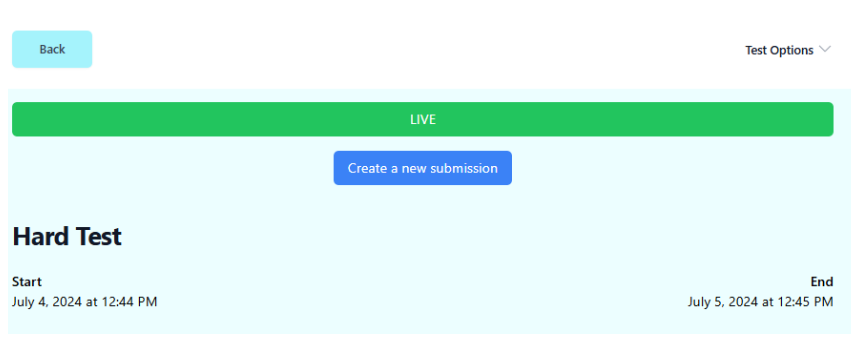 Back
Test Options
LIVE
Create a new submission
Hard Test
Start
End
July 4, 2024 at 12:44 PM
July 5, 2024 at 12:45 PM